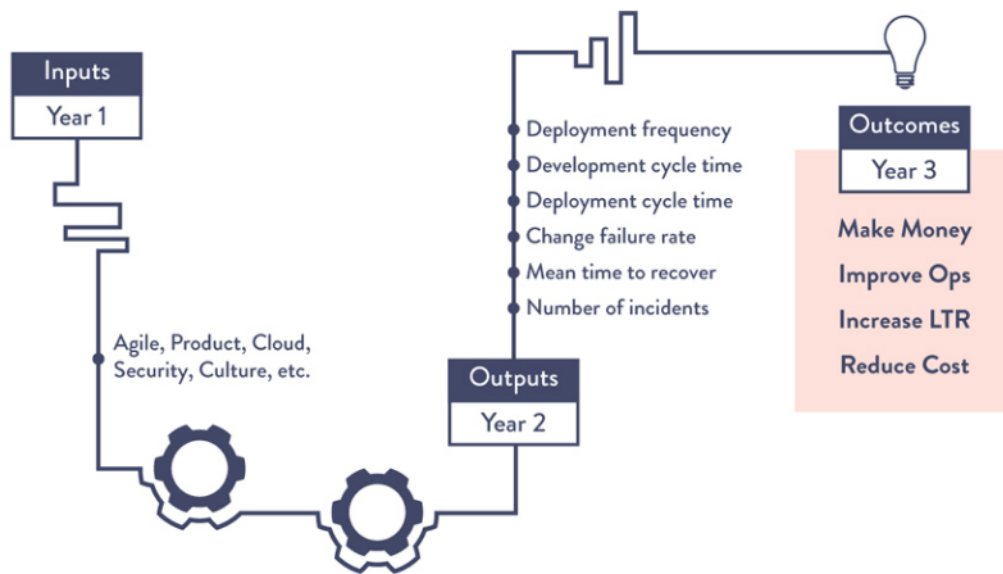 Inputs
Year 1
Agile, Product, Cloud,
Security, Culture, etc.
Outputs
Year 2
Deployment frequency
Development cycle time
Deployment cycle time
Change failure rate
Mean time to recover
Number of incidents
Outcomes
Year 3
Make Money
Improve Ops
Increase LTR
Reduce Cost